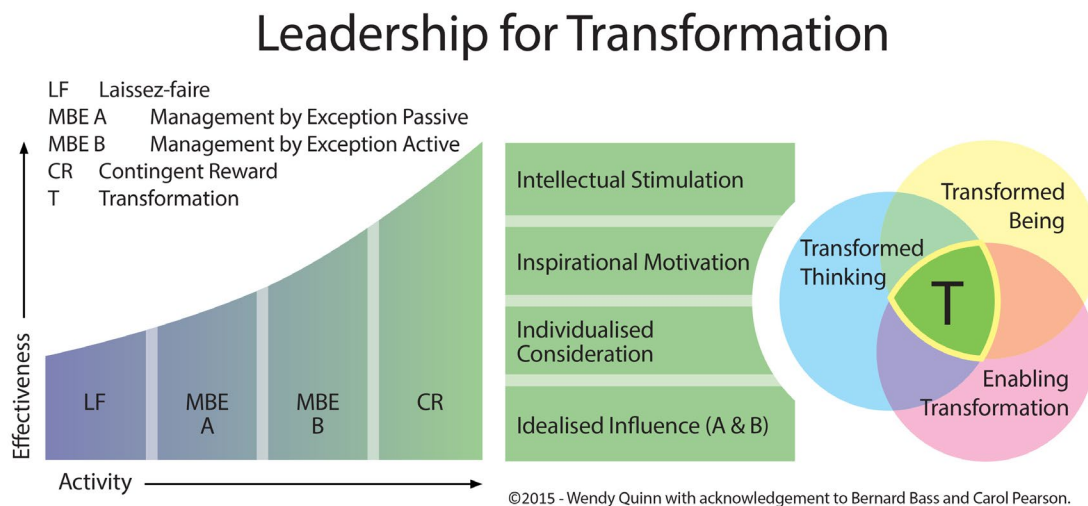 Leadership for Transformation
LF Laissez-faire
MBE A Management by Exception Passive
MBE B Management by Exception Active
CR Contingent Reward
T Transformation
Effectiveness
LF
MBE
A
MBE
B
CR
Activity
Intellectual Stimulation
Inspirational Motivation
Individualised
Consideration
Idealised Influence (A & B)
Transformed
Being
Transformed
Thinking
T
Enabling
Transformation
©2015 - Wendy Quinn with acknowledgement to Bernard Bass and Carol Pearson.